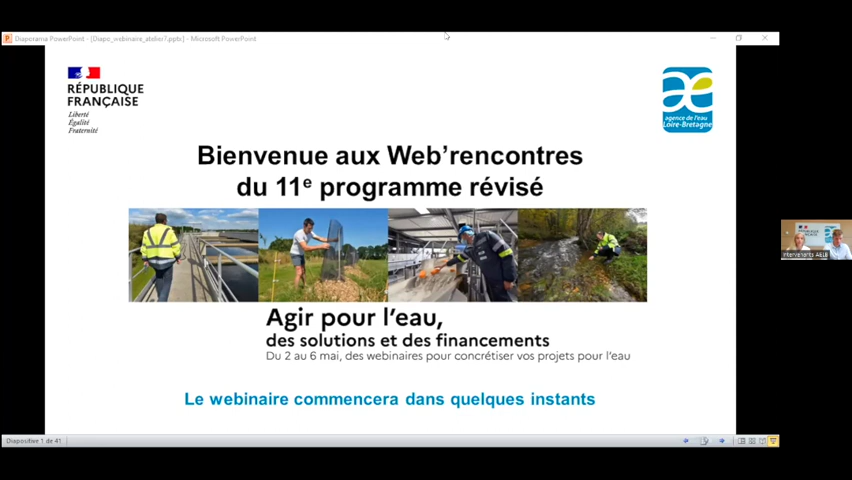 Diaporama PowerPoint - [Diapo_webinaire_atelier7.pptx] - Microsoft PowerPoint
RÉPUBLIQUE
FRANÇAISE
Liberté
Égalité
Fraternité
agence de l'eau
Loire-Bretagne
Bienvenue aux Web'rencontres
du 11e programme révisé
Agir pour l'eau,
des solutions et des financements
Du 2 au 6 mai, des webinaires pour concrétiser vos projets pour l'eau
Le webinaire commencera dans quelques instants
Intervenants AELB
Diapositive 1 de 41